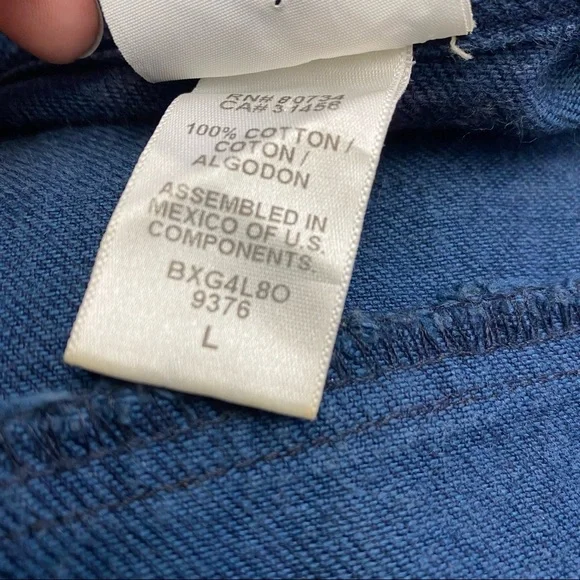 RN# 80734
CA# 31456
100% COTTON /
COTON /
ALGODON
ASSEMBLED IN
MEXICO OF U.S.
COMPONENTS.
BXG4L8O
9376
L